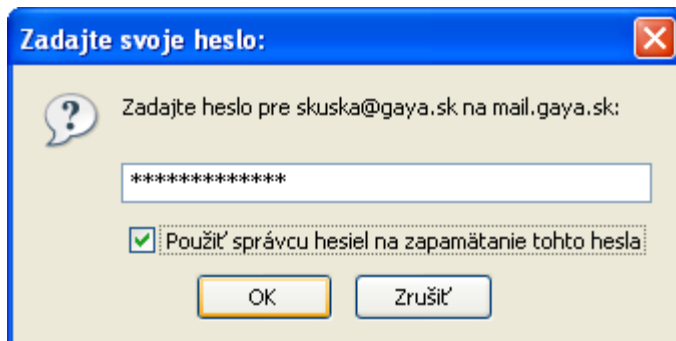 Zadajte svoje heslo:
Zadajte heslo pre skuska@gaya.sk na mail.gaya.sk:
*************
Použiť správcu hesiel na zapamätanie tohto hesla
OK
Zrušiť